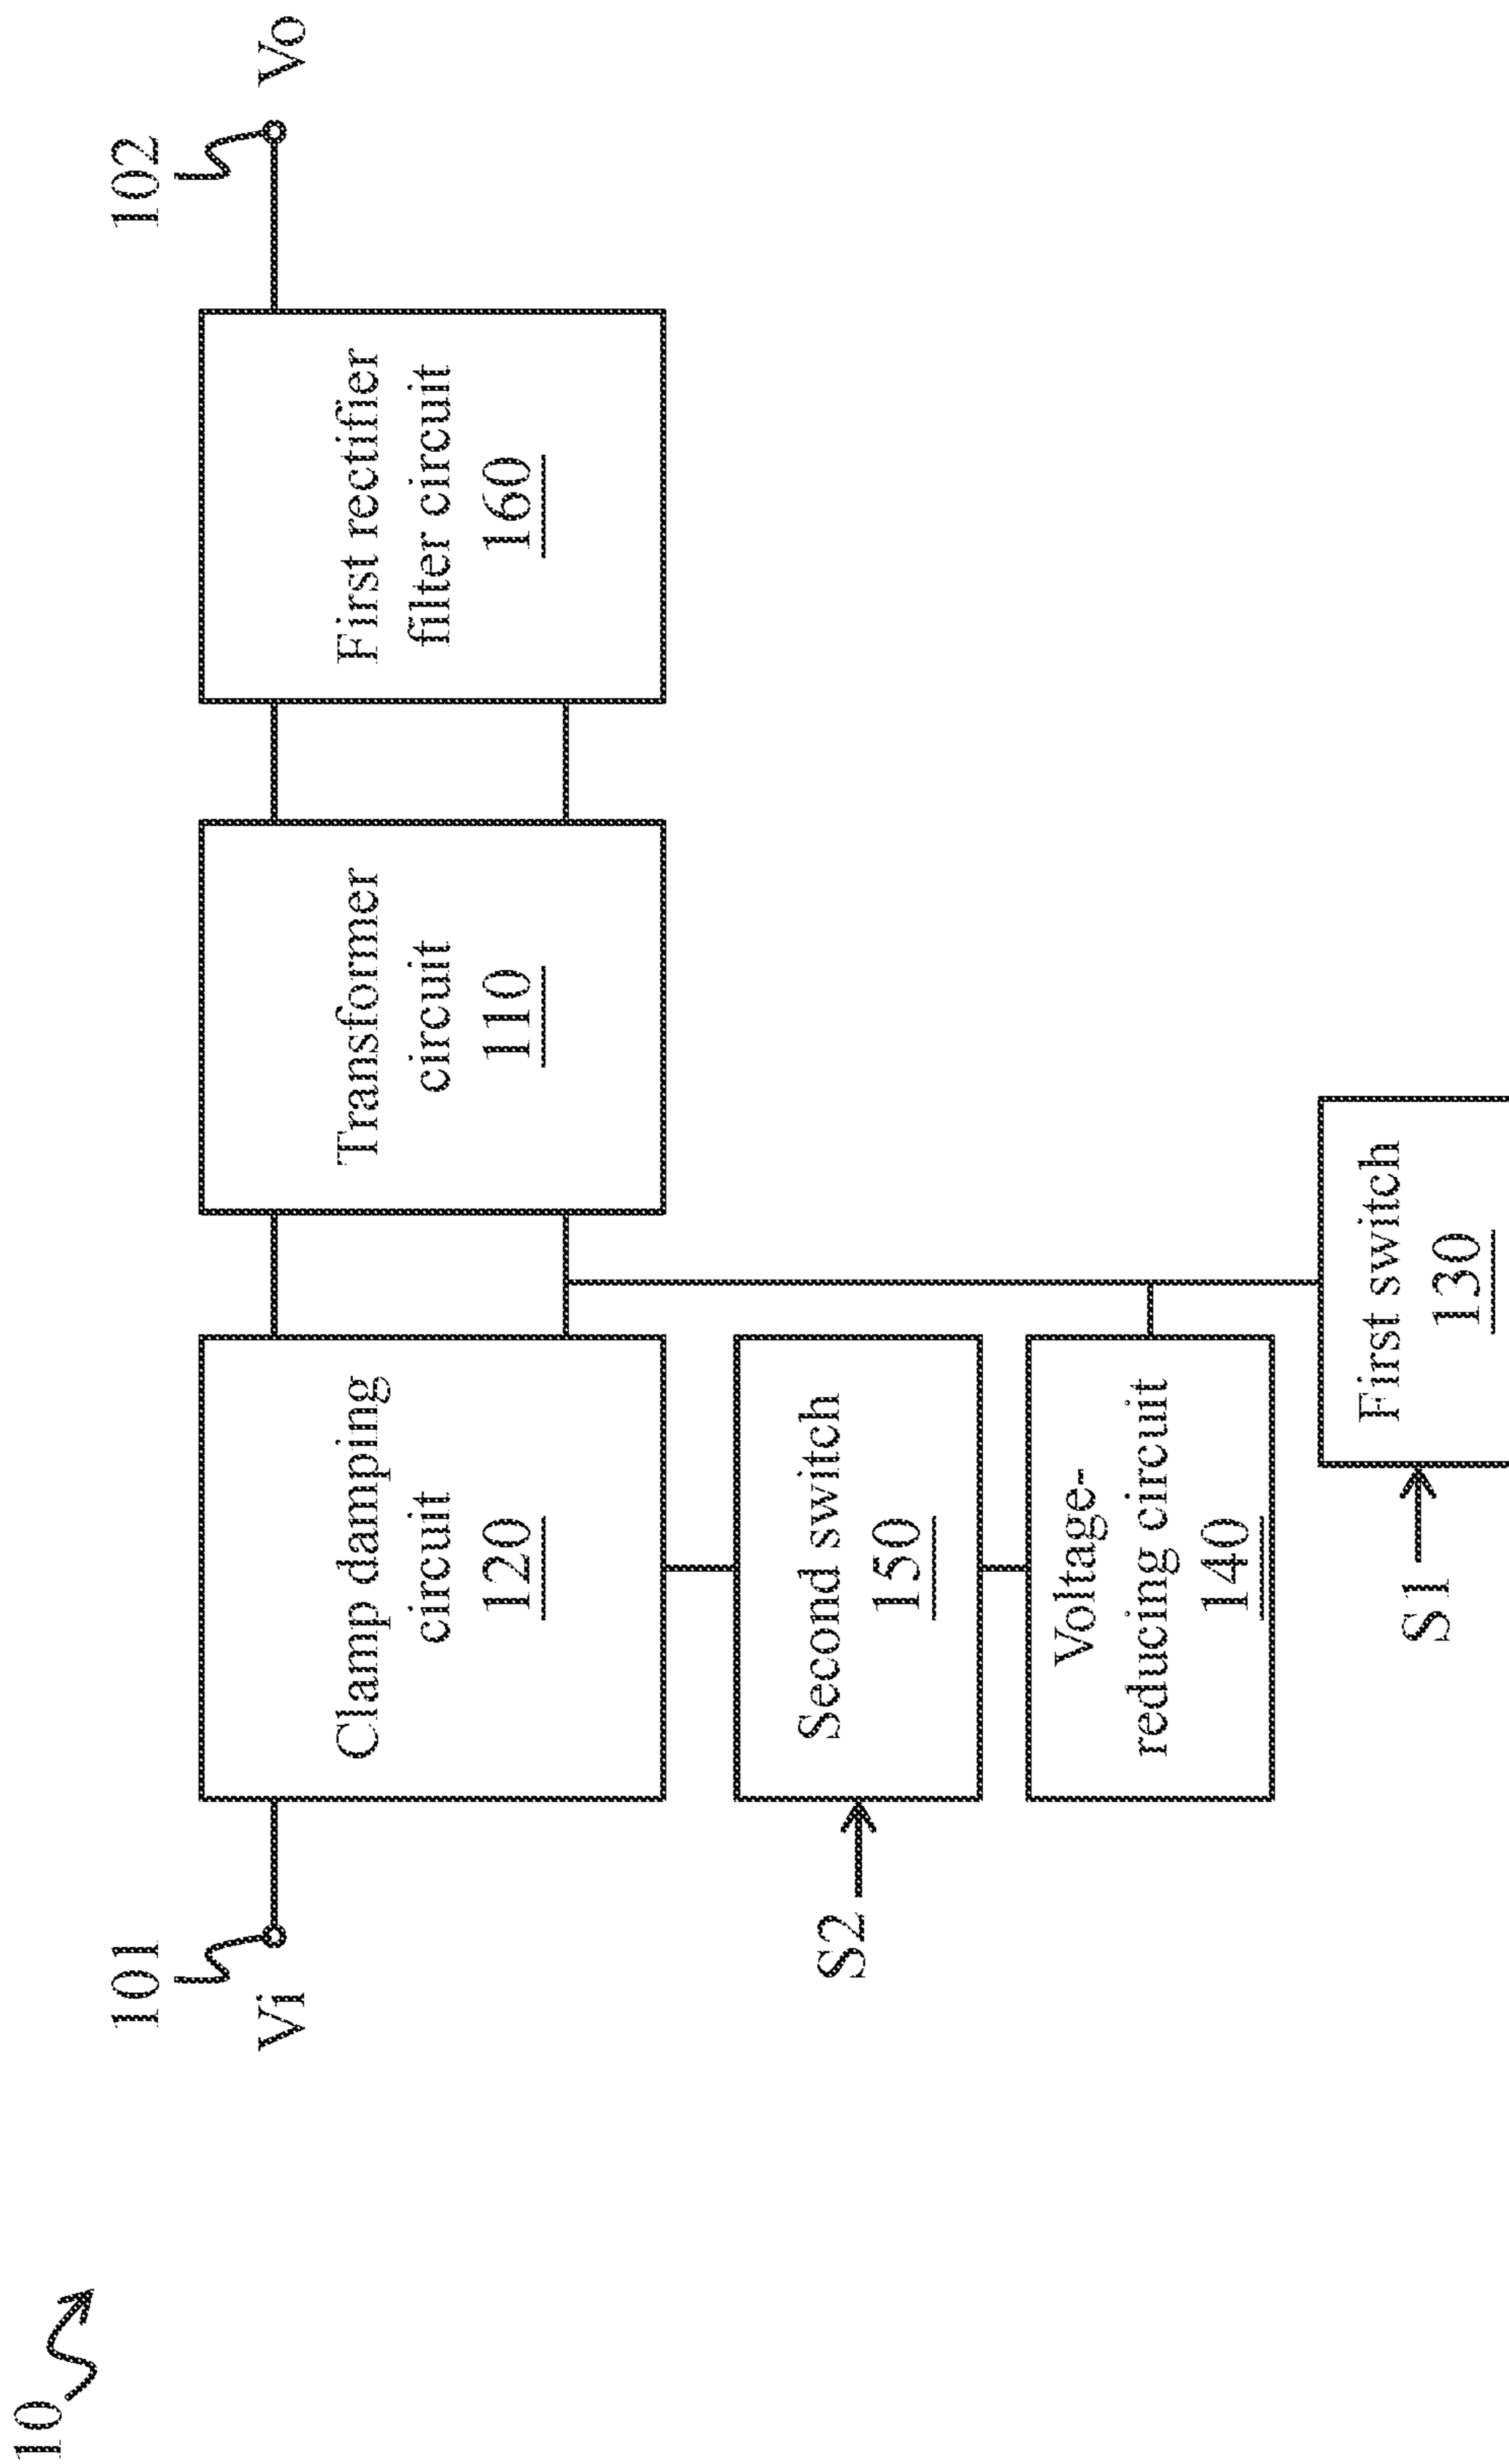 10
101
Vi
102
Vo
Clamp damping
circuit
120
Transformer
circuit
110
First rectifier
filter circuit
160
S2
Second switch
150
Voltage-
reducing circuit
140
S1
First switch
130